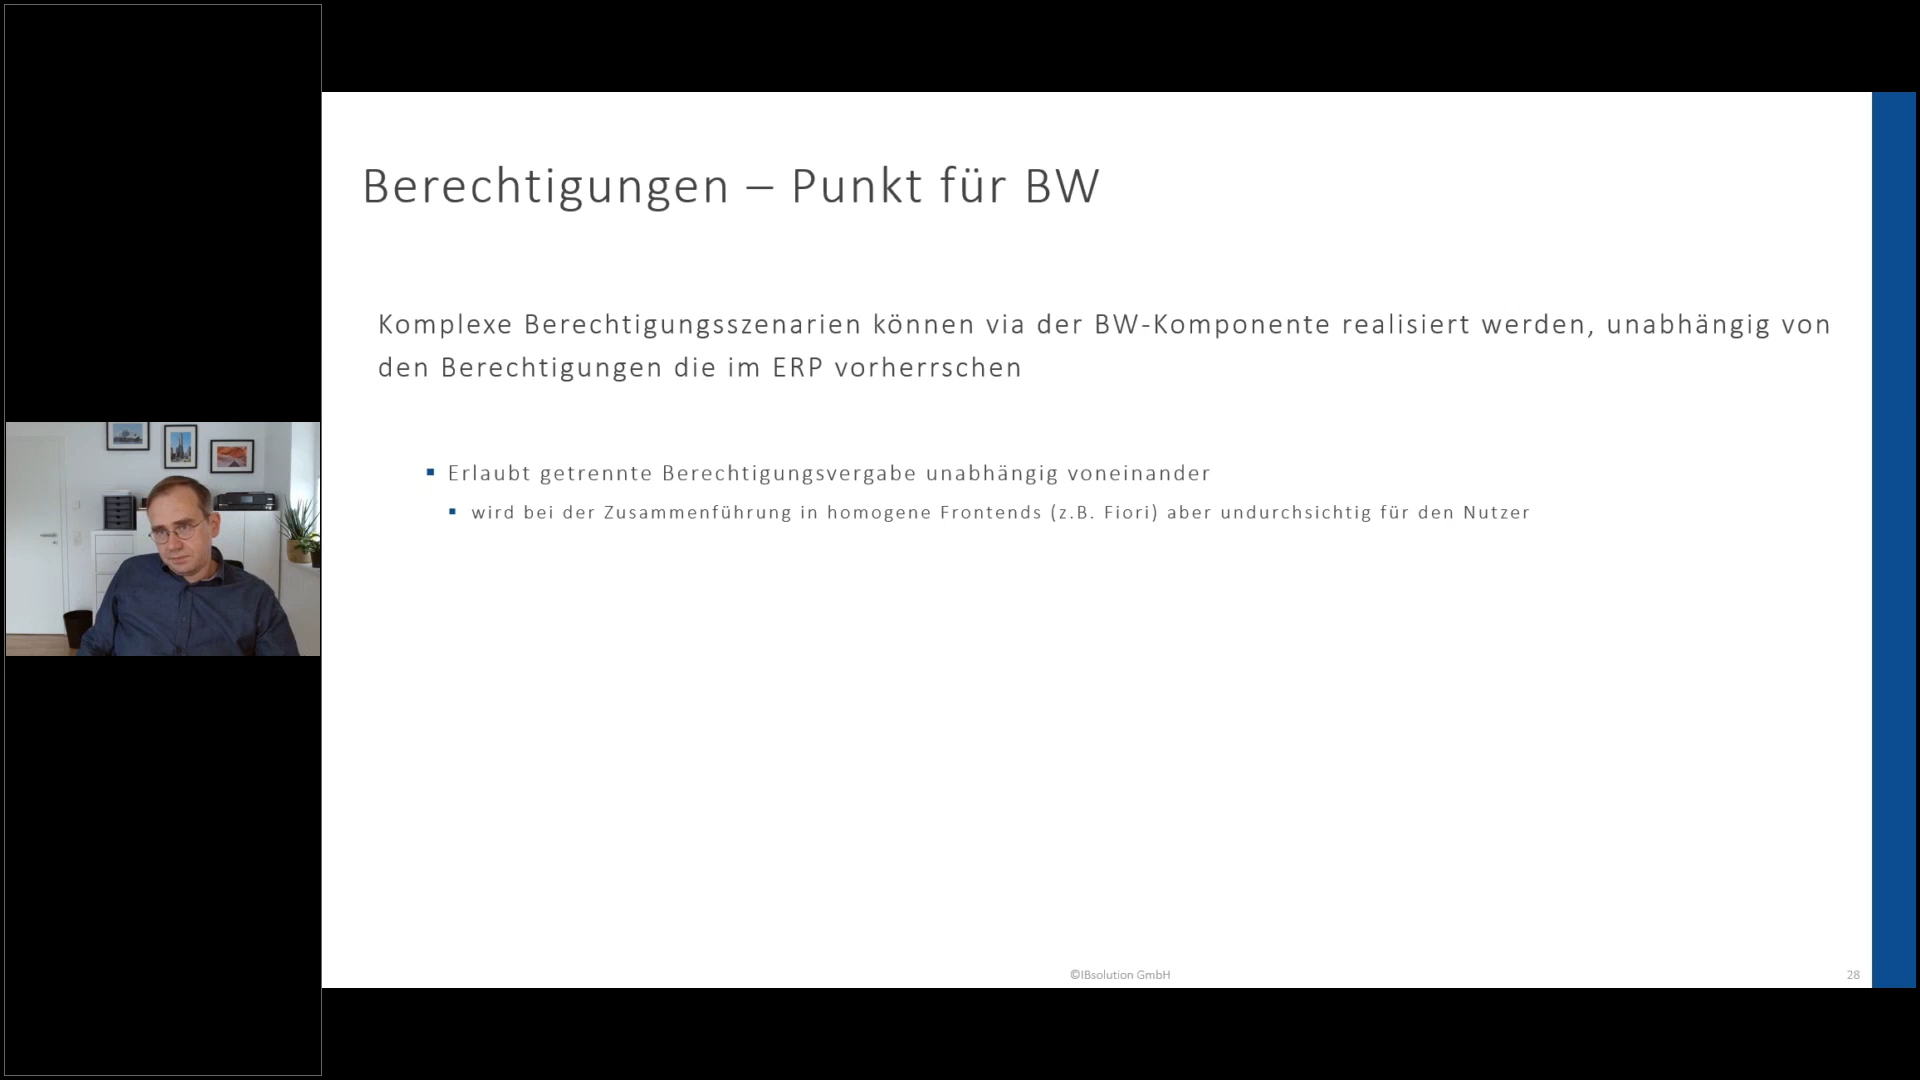 Berechtigungen – Punkt für BW
Komplexe Berechtigungsszenarien können via der BW-Komponente realisiert werden, unabhängig von
den Berechtigungen die im ERP vorherrschen
▪ Erlaubt getrennte Berechtigungsvergabe unabhängig voneinander
▪ wird bei der Zusammenführung in homogene Frontends (z.B. Fiori) aber undurchsichtig für den Nutzer
©IBsolution GmbH
28